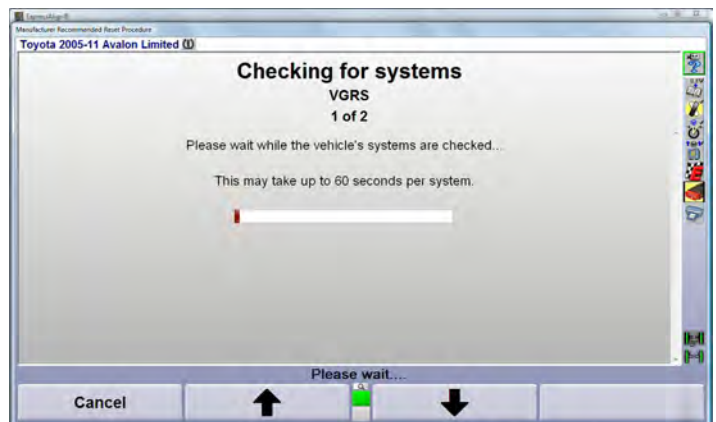 ExpressAlign®
Manufacturer Recommended Reset Procedure
Toyota 2005-11 Avalon Limited
Checking for systems
VGRS
1 of 2
Please wait while the vehicle's systems are checked...
This may take up to 60 seconds per system.
Please wait....
Cancel